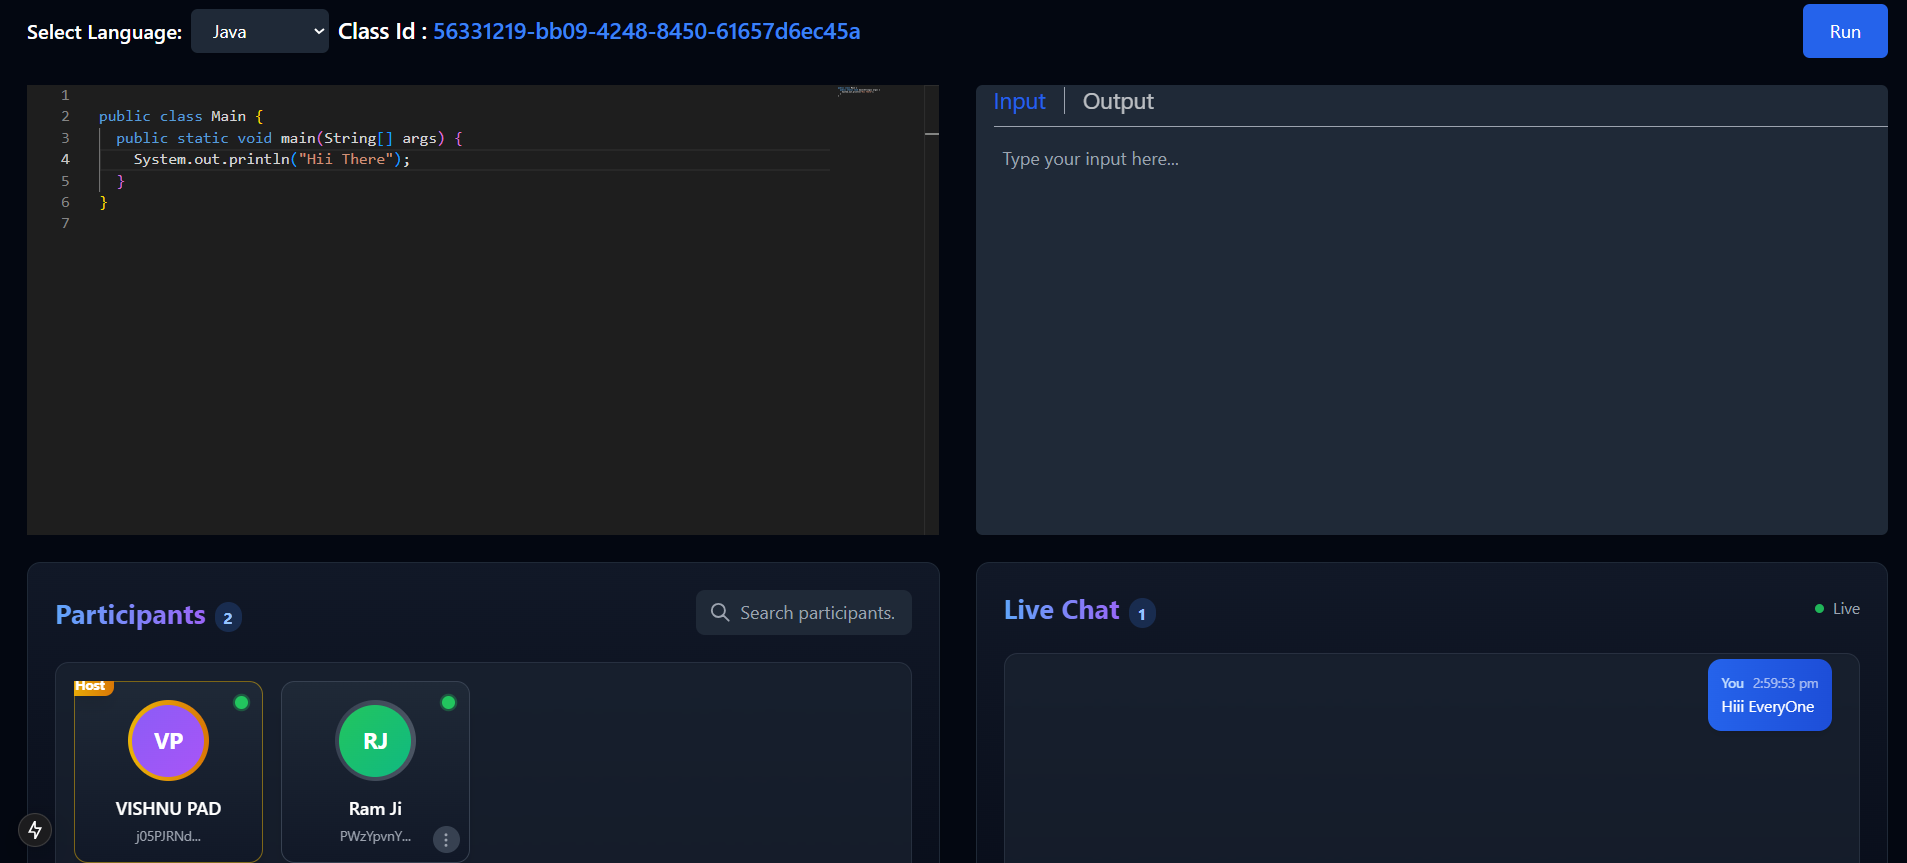 Select Language: Java Class Id : 56331219-bb09-4248-8450-61657d6ec45a Run
1
2 public class Main {
3 public static void main(String[] args) {
4 System.out.println("Hii There");
5 }
6 }
7
Input Output
Type your input here...
Participants 2
Search participants.
Host
VP
VISHNU PAD
j05PJRNd...
RJ
Ram Ji
PWzYpvnY...
Live Chat 1
Live
You 2:59:53 pm
Hiii EveryOne